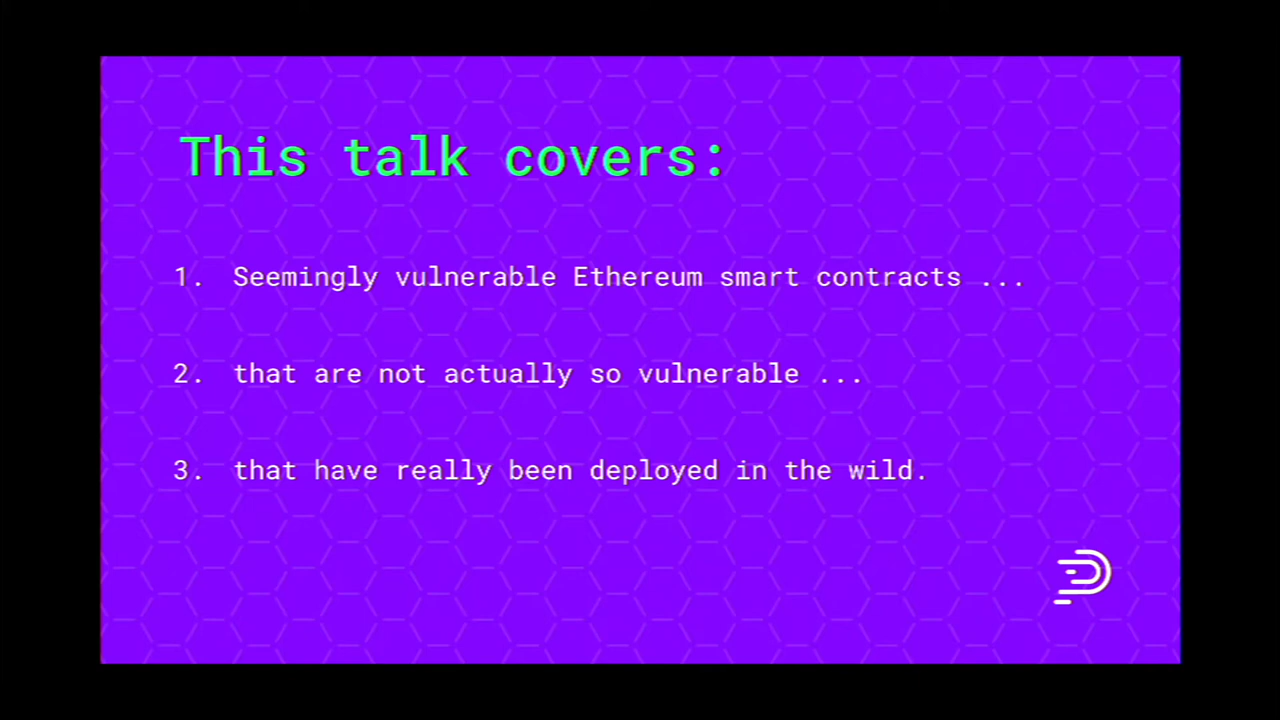 This talk covers:
1. Seemingly vulnerable Ethereum smart contracts ...
2. that are not actually so vulnerable ...
3. that have really been deployed in the wild.